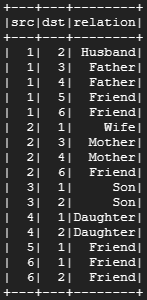 +---+---+--------+
|src|dst|relation|
+---+---+--------+
|  1|  2| Husband|
|  1|  3|  Father|
|  1|  4|  Father|
|  1|  5|  Friend|
|  1|  6|  Friend|
|  2|  1|    Wife|
|  2|  3|  Mother|
|  2|  4|  Mother|
|  2|  6|  Friend|
|  3|  1|     Son|
|  3|  2|     Son|
|  4|  1|Daughter|
|  4|  2|Daughter|
|  5|  1|  Friend|
|  6|  1|  Friend|
|  6|  2|  Friend|
+---+---+--------+